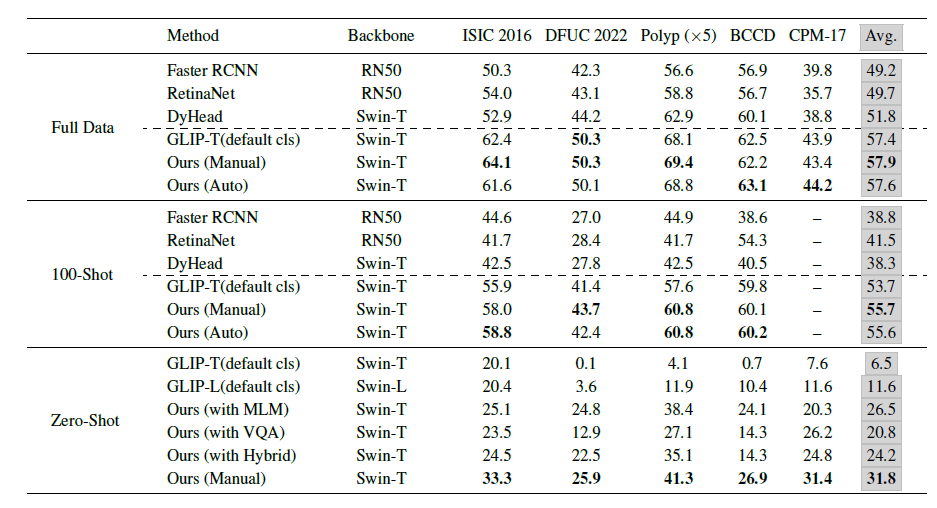 Method Backbone ISIC 2016 DFUC 2022 Polyp (×5) BCCD CPM-17 Avg.
Full Data
Faster RCNN RN50 50.3 42.3 56.6 56.9 39.8 49.2
RetinaNet RN50 54.0 43.1 58.8 56.7 35.7 49.7
DyHead Swin-T 52.9 44.2 62.9 60.1 38.8 51.8
GLIP-T(default cls) Swin-T 62.4 50.3 68.1 62.5 43.9 57.4
Ours (Manual) Swin-T 64.1 50.3 69.4 62.2 43.4 57.9
Ours (Auto) Swin-T 61.6 50.1 68.8 63.1 44.2 57.6
100-Shot
Faster RCNN RN50 44.6 27.0 44.9 38.6 – 38.8
RetinaNet RN50 41.7 28.4 41.7 54.3 – 41.5
DyHead Swin-T 42.5 27.8 42.5 40.5 – 38.3
GLIP-T(default cls) Swin-T 55.9 41.4 57.6 59.8 – 53.7
Ours (Manual) Swin-T 58.0 43.7 60.8 60.1 – 55.7
Ours (Auto) Swin-T 58.8 42.4 60.8 60.2 – 55.6
Zero-Shot
GLIP-T(default cls) Swin-T 20.1 0.1 4.1 0.7 7.6 6.5
GLIP-L(default cls) Swin-L 20.4 3.6 11.9 10.4 11.6 11.6
Ours (with MLM) Swin-T 25.1 24.8 38.4 24.1 20.3 26.5
Ours (with VQA) Swin-T 23.5 12.9 27.1 14.3 26.2 20.8
Ours (with Hybrid) Swin-T 24.5 22.5 35.1 14.3 24.8 24.2
Ours (Manual) Swin-T 33.3 25.9 41.3 26.9 31.4 31.8